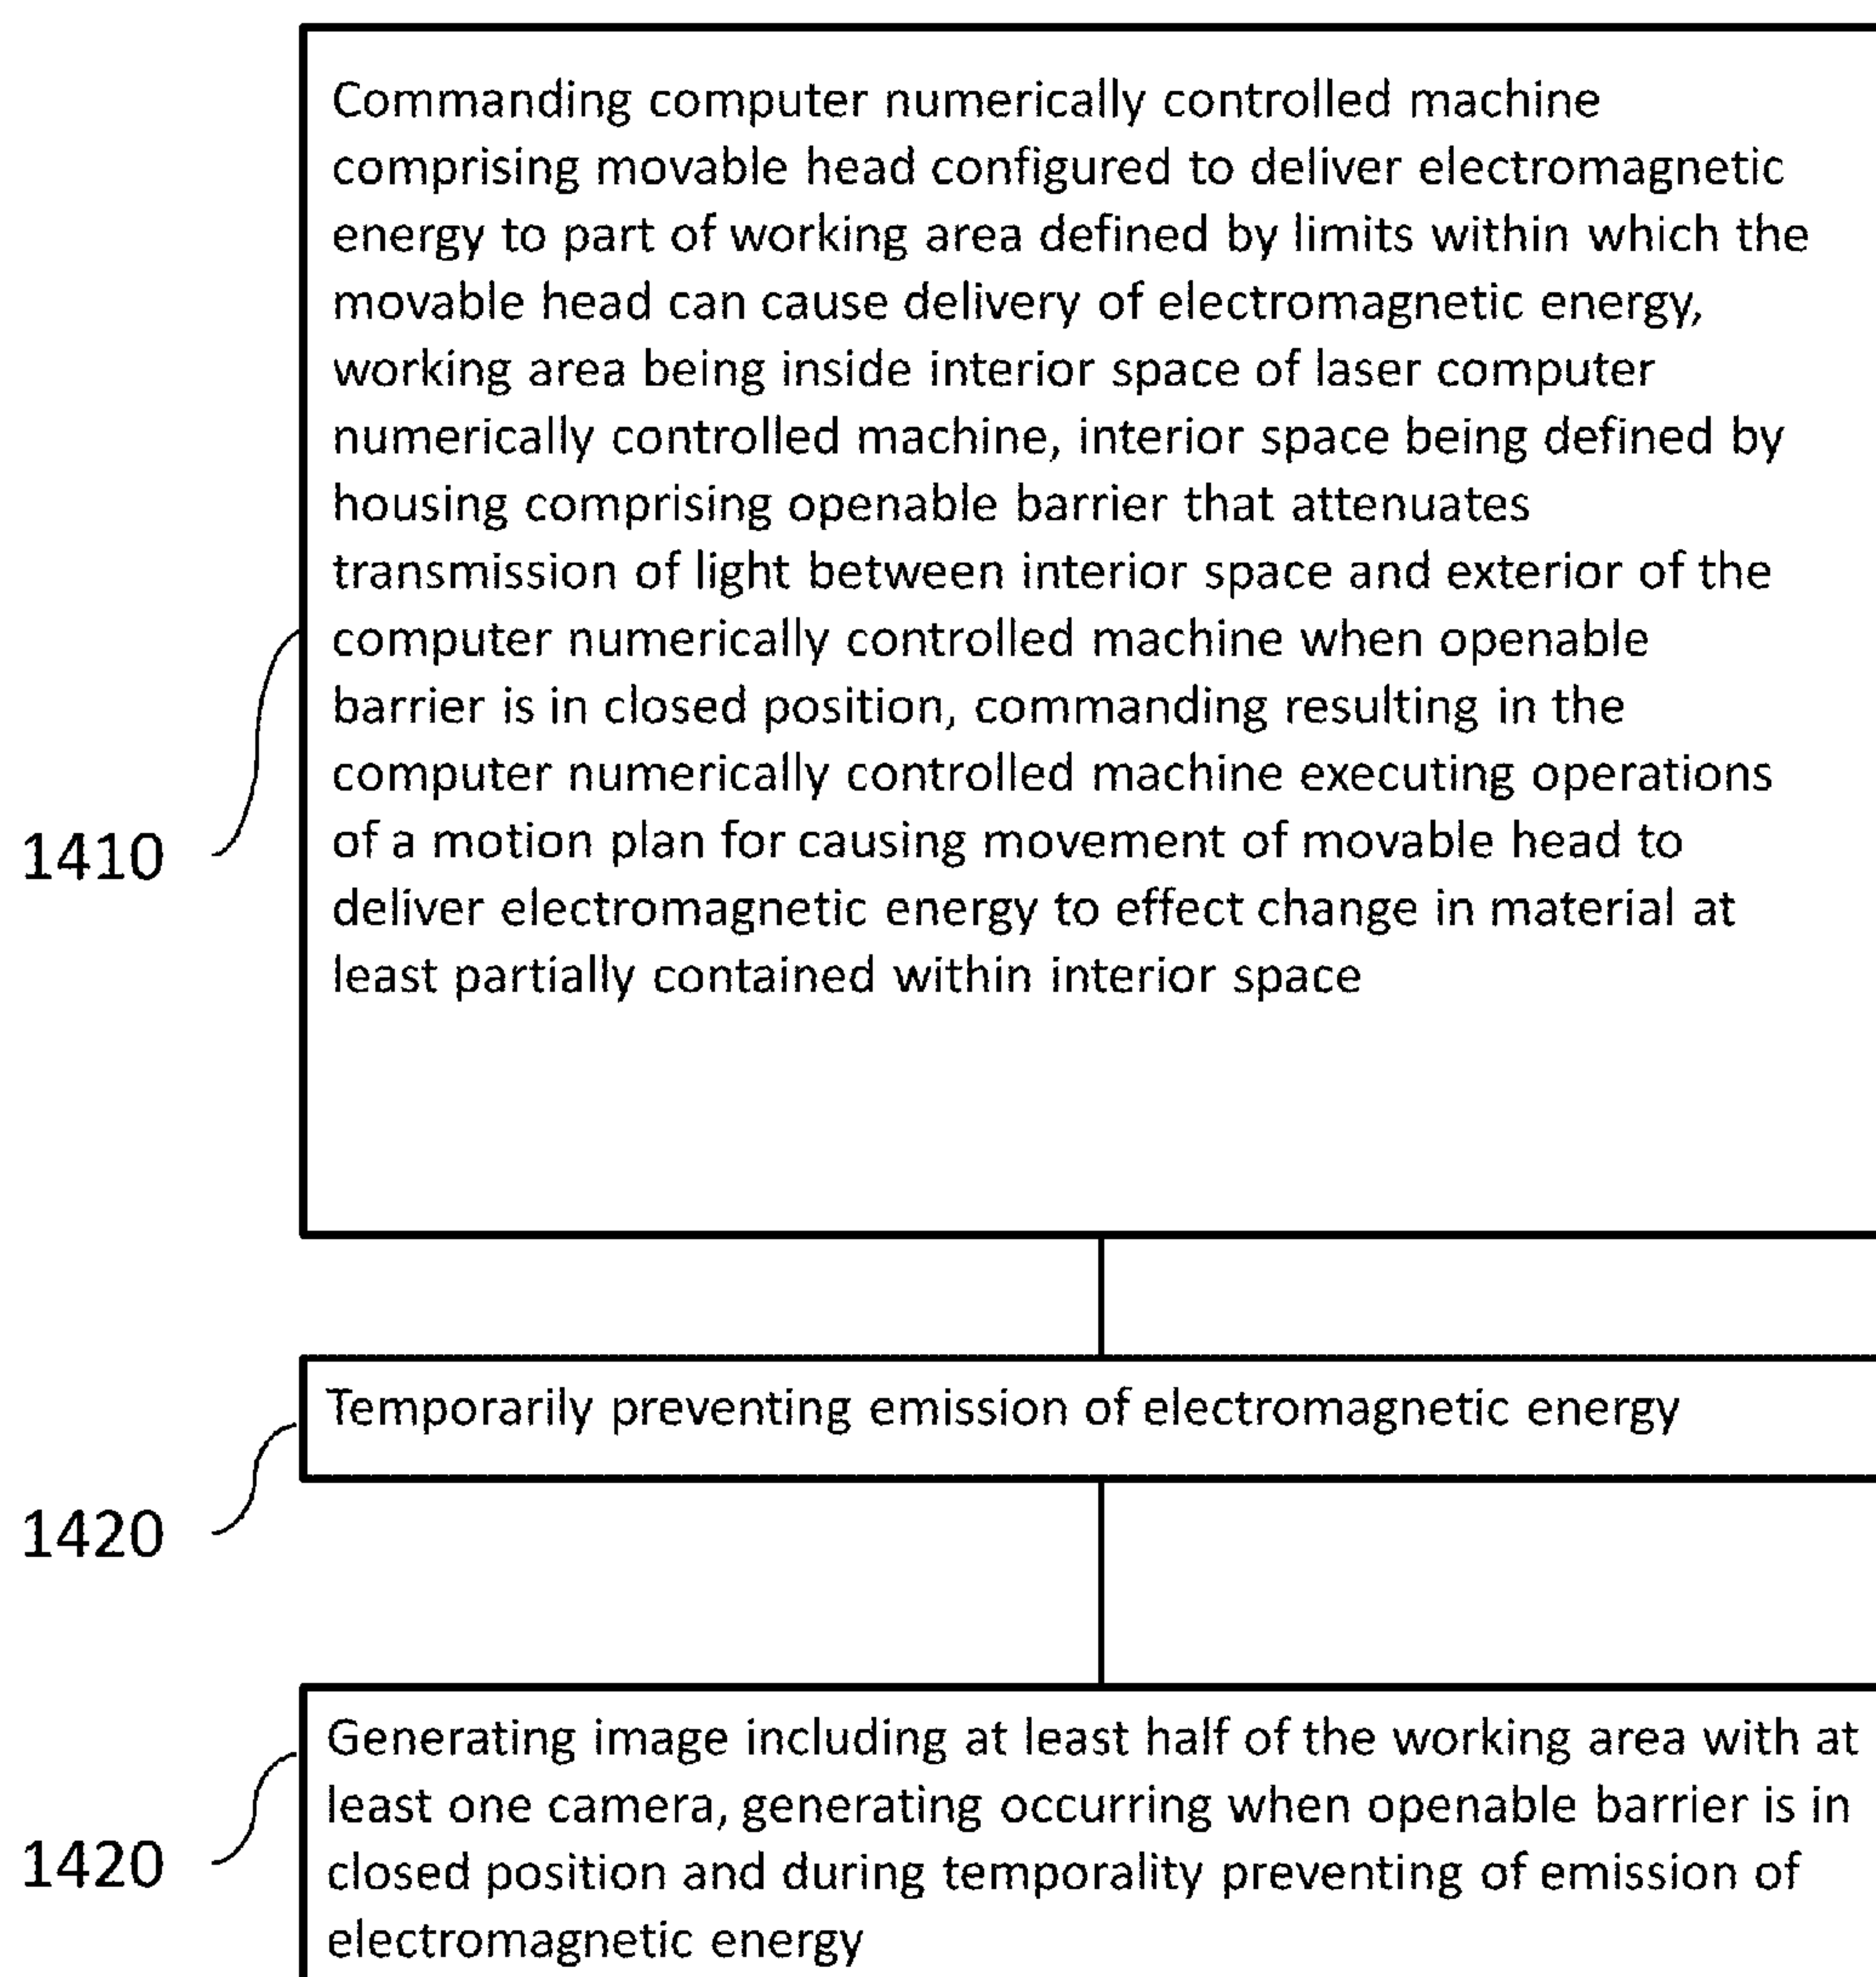 Commanding computer numerically controlled machine
comprising movable head configured to deliver electromagnetic
energy to part of working area defined by limits within which the
movable head can cause delivery of electromagnetic energy,
working area being inside interior space of laser computer
numerically controlled machine, interior space being defined by
housing comprising openable barrier that attenuates
transmission of light between interior space and exterior of the
computer numerically controlled machine when openable
barrier is in closed position, commanding resulting in the
computer numerically controlled machine executing operations
of a motion plan for causing movement of movable head to
deliver electromagnetic energy to effect change in material at
least partially contained within interior space
1410
Temporarily preventing emission of electromagnetic energy
1420
Generating image including at least half of the working area with at
least one camera, generating occurring when openable barrier is in
closed position and during temporality preventing of emission of
electromagnetic energy
1420